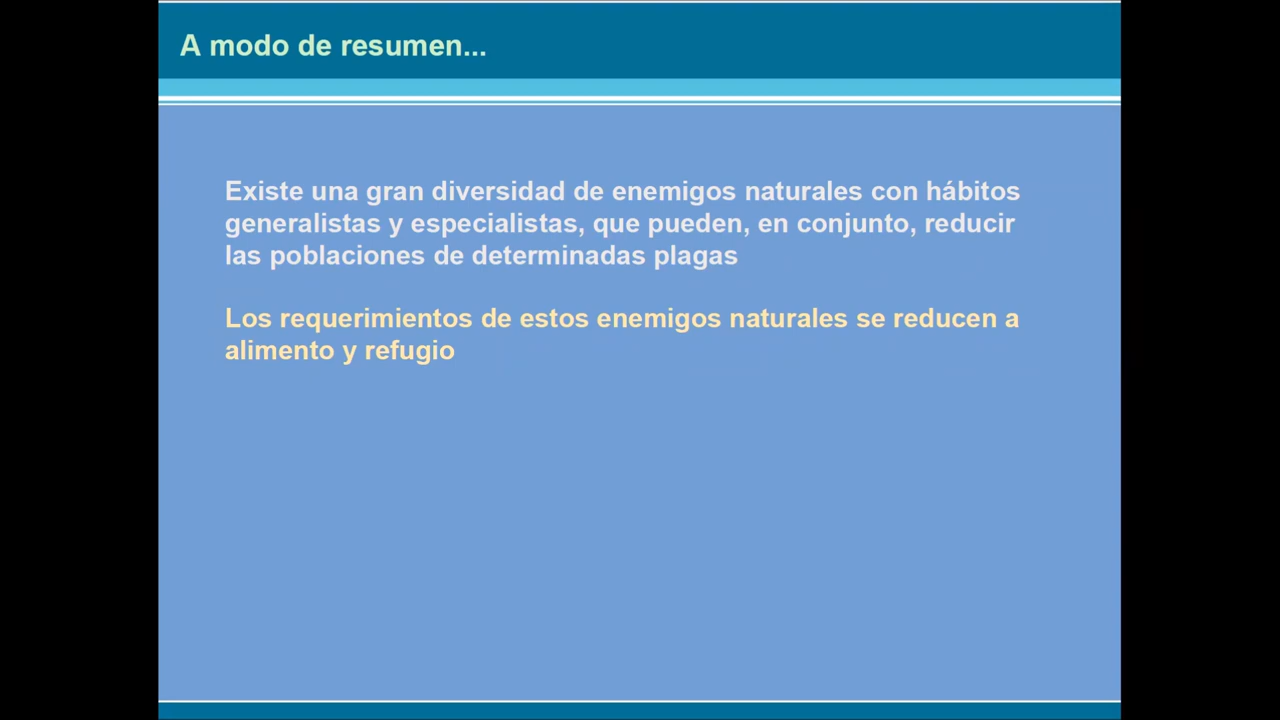 A modo de resumen...
Existe una gran diversidad de enemigos naturales con hábitos
generalistas y especialistas, que pueden, en conjunto, reducir
las poblaciones de determinadas plagas
Los requerimientos de estos enemigos naturales se reducen a
alimento y refugio